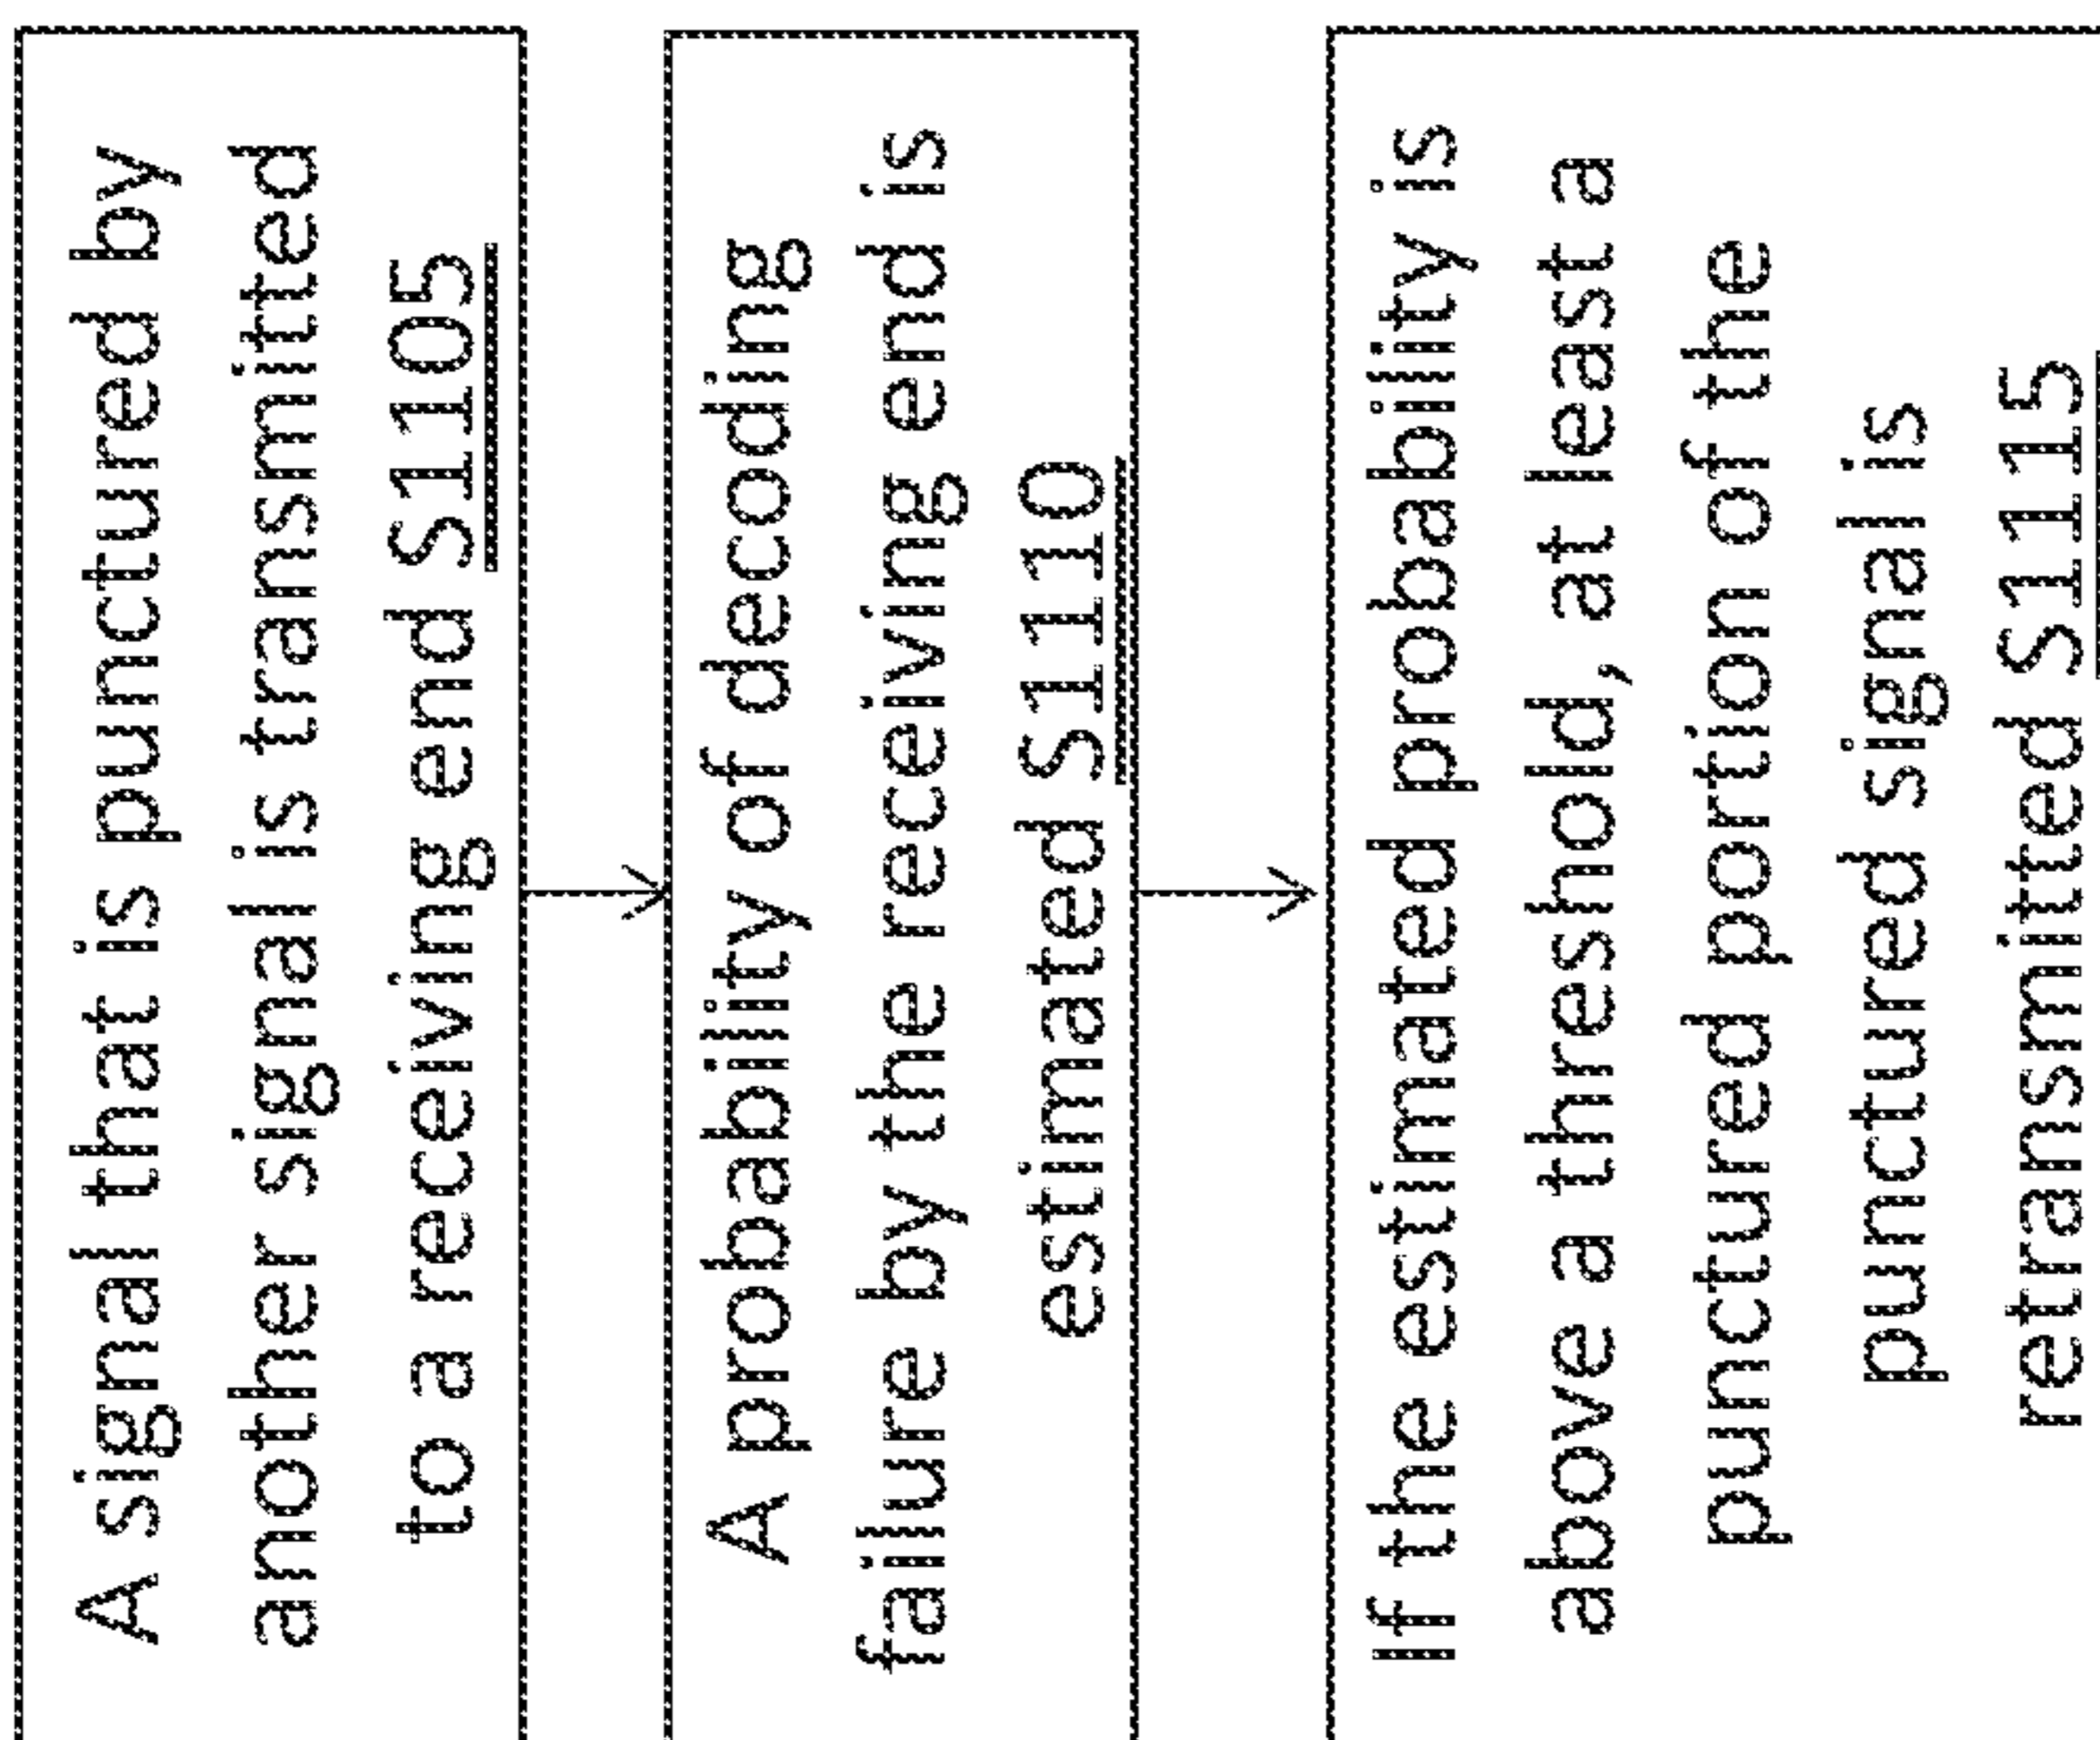 A signal that is punctured by
another signal is transmitted
to a receiving end S1105
A probability of decoding
failure by the receiving end is
estimated S1110
If the estimated probability is
above a threshold, at least a
punctured portion of the
punctured signal is
retransmitted S1115